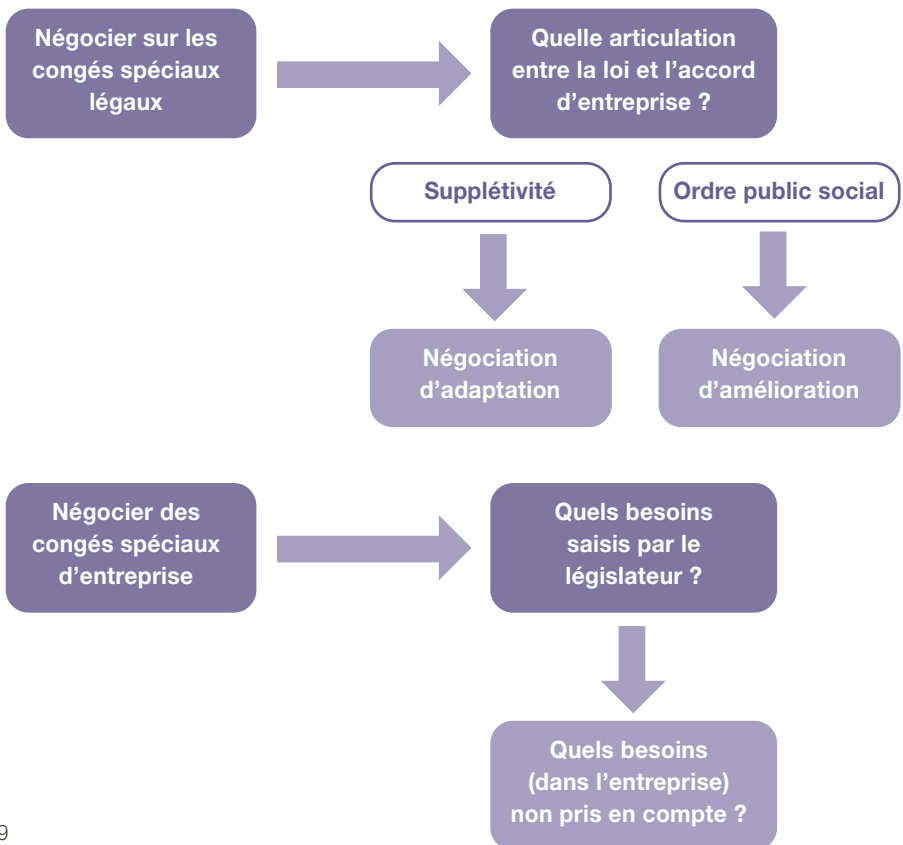 Négocier sur les
congés spéciaux
légaux
Quelle articulation
entre la loi et l’accord
d’entreprise ?
Supplétivité
Ordre public social
Négociation
d’adaptation
Négociation
d’amélioration
Négocier des
congés spéciaux
d’entreprise
Quels besoins
saisis par le
législateur ?
Quels besoins
(dans l’entreprise)
non pris en compte ?
9